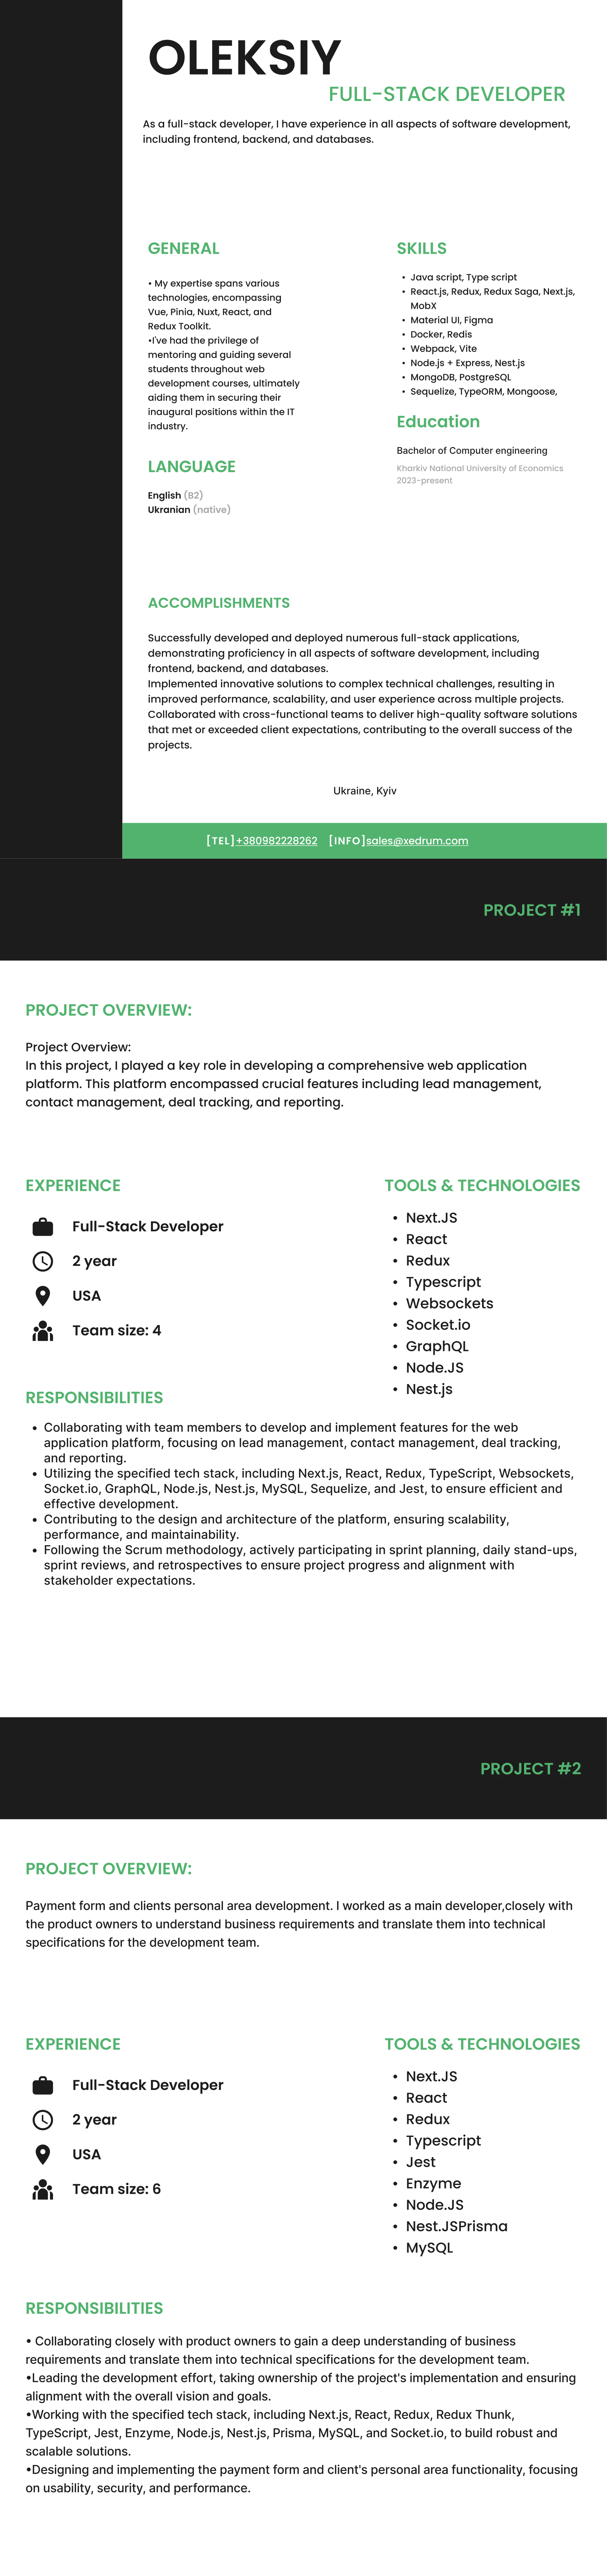 OLEKSIY
FULL-STACK DEVELOPER
As a full-stack developer, I have experience in all aspects of software development,
including frontend, backend, and databases.
GENERAL
• My expertise spans various
technologies, encompassing
Vue, Pinia, Nuxt, React, and
Redux Toolkit.
•I've had the privilege of
mentoring and guiding several
students throughout web
development courses, ultimately
aiding them in securing their
inaugural positions within the IT
industry.
LANGUAGE
English (B2)
Ukranian (native)
SKILLS
• Java script, Type script
• React.js, Redux, Redux Saga, Next.js,
MobX
• Material UI, Figma
• Docker, Redis
• Webpack, Vite
• Node.js + Express, Nest.js
• MongoDB, PostgreSQL
• Sequelize, TypeORM, Mongoose,
Education
Bachelor of Computer engineering
Kharkiv National University of Economics
2023-present
ACCOMPLISHMENTS
Successfully developed and deployed numerous full-stack applications,
demonstrating proficiency in all aspects of software development, including
frontend, backend, and databases.
Implemented innovative solutions to complex technical challenges, resulting in
improved performance, scalability, and user experience across multiple projects.
Collaborated with cross-functional teams to deliver high-quality software solutions
that met or exceeded client expectations, contributing to the overall success of the
projects.
Ukraine, Kyiv
[TEL]+380982228262 [INFO]sales@xedrum.com
PROJECT #1
PROJECT OVERVIEW:
Project Overview:
In this project, I played a key role in developing a comprehensive web application
platform. This platform encompassed crucial features including lead management,
contact management, deal tracking, and reporting.
EXPERIENCE
Full-Stack Developer
2 year
USA
Team size: 4
TOOLS & TECHNOLOGIES
• Next.JS
• React
• Redux
• Typescript
• Websockets
• Socket.io
• GraphQL
• Node.JS
• Nest.js
RESPONSIBILITIES
• Collaborating with team members to develop and implement features for the web
application platform, focusing on lead management, contact management, deal tracking,
and reporting.
• Utilizing the specified tech stack, including Next.js, React, Redux, TypeScript, Websockets,
Socket.io, GraphQL, Node.js, Nest.js, MySQL, Sequelize, and Jest, to ensure efficient and
effective development.
• Contributing to the design and architecture of the platform, ensuring scalability,
performance, and maintainability.
• Following the Scrum methodology, actively participating in sprint planning, daily stand-ups,
sprint reviews, and retrospectives to ensure project progress and alignment with
stakeholder expectations.
PROJECT #2
PROJECT OVERVIEW:
Payment form and clients personal area development. I worked as a main developer,closely with
the product owners to understand business requirements and translate them into technical
specifications for the development team.
EXPERIENCE
Full-Stack Developer
2 year
USA
Team size: 6
TOOLS & TECHNOLOGIES
• Next.JS
• React
• Redux
• Typescript
• Jest
• Enzyme
• Node.JS
• Nest.JSPrisma
• MySQL
RESPONSIBILITIES
• Collaborating closely with product owners to gain a deep understanding of business
requirements and translate them into technical specifications for the development team.
•Leading the development effort, taking ownership of the project's implementation and ensuring
alignment with the overall vision and goals.
•Working with the specified tech stack, including Next.js, React, Redux, Redux Thunk,
TypeScript, Jest, Enzyme, Node.js, Nest.js, Prisma, MySQL, and Socket.io, to build robust and
scalable solutions.
•Designing and implementing the payment form and client's personal area functionality, focusing
on usability, security, and performance.